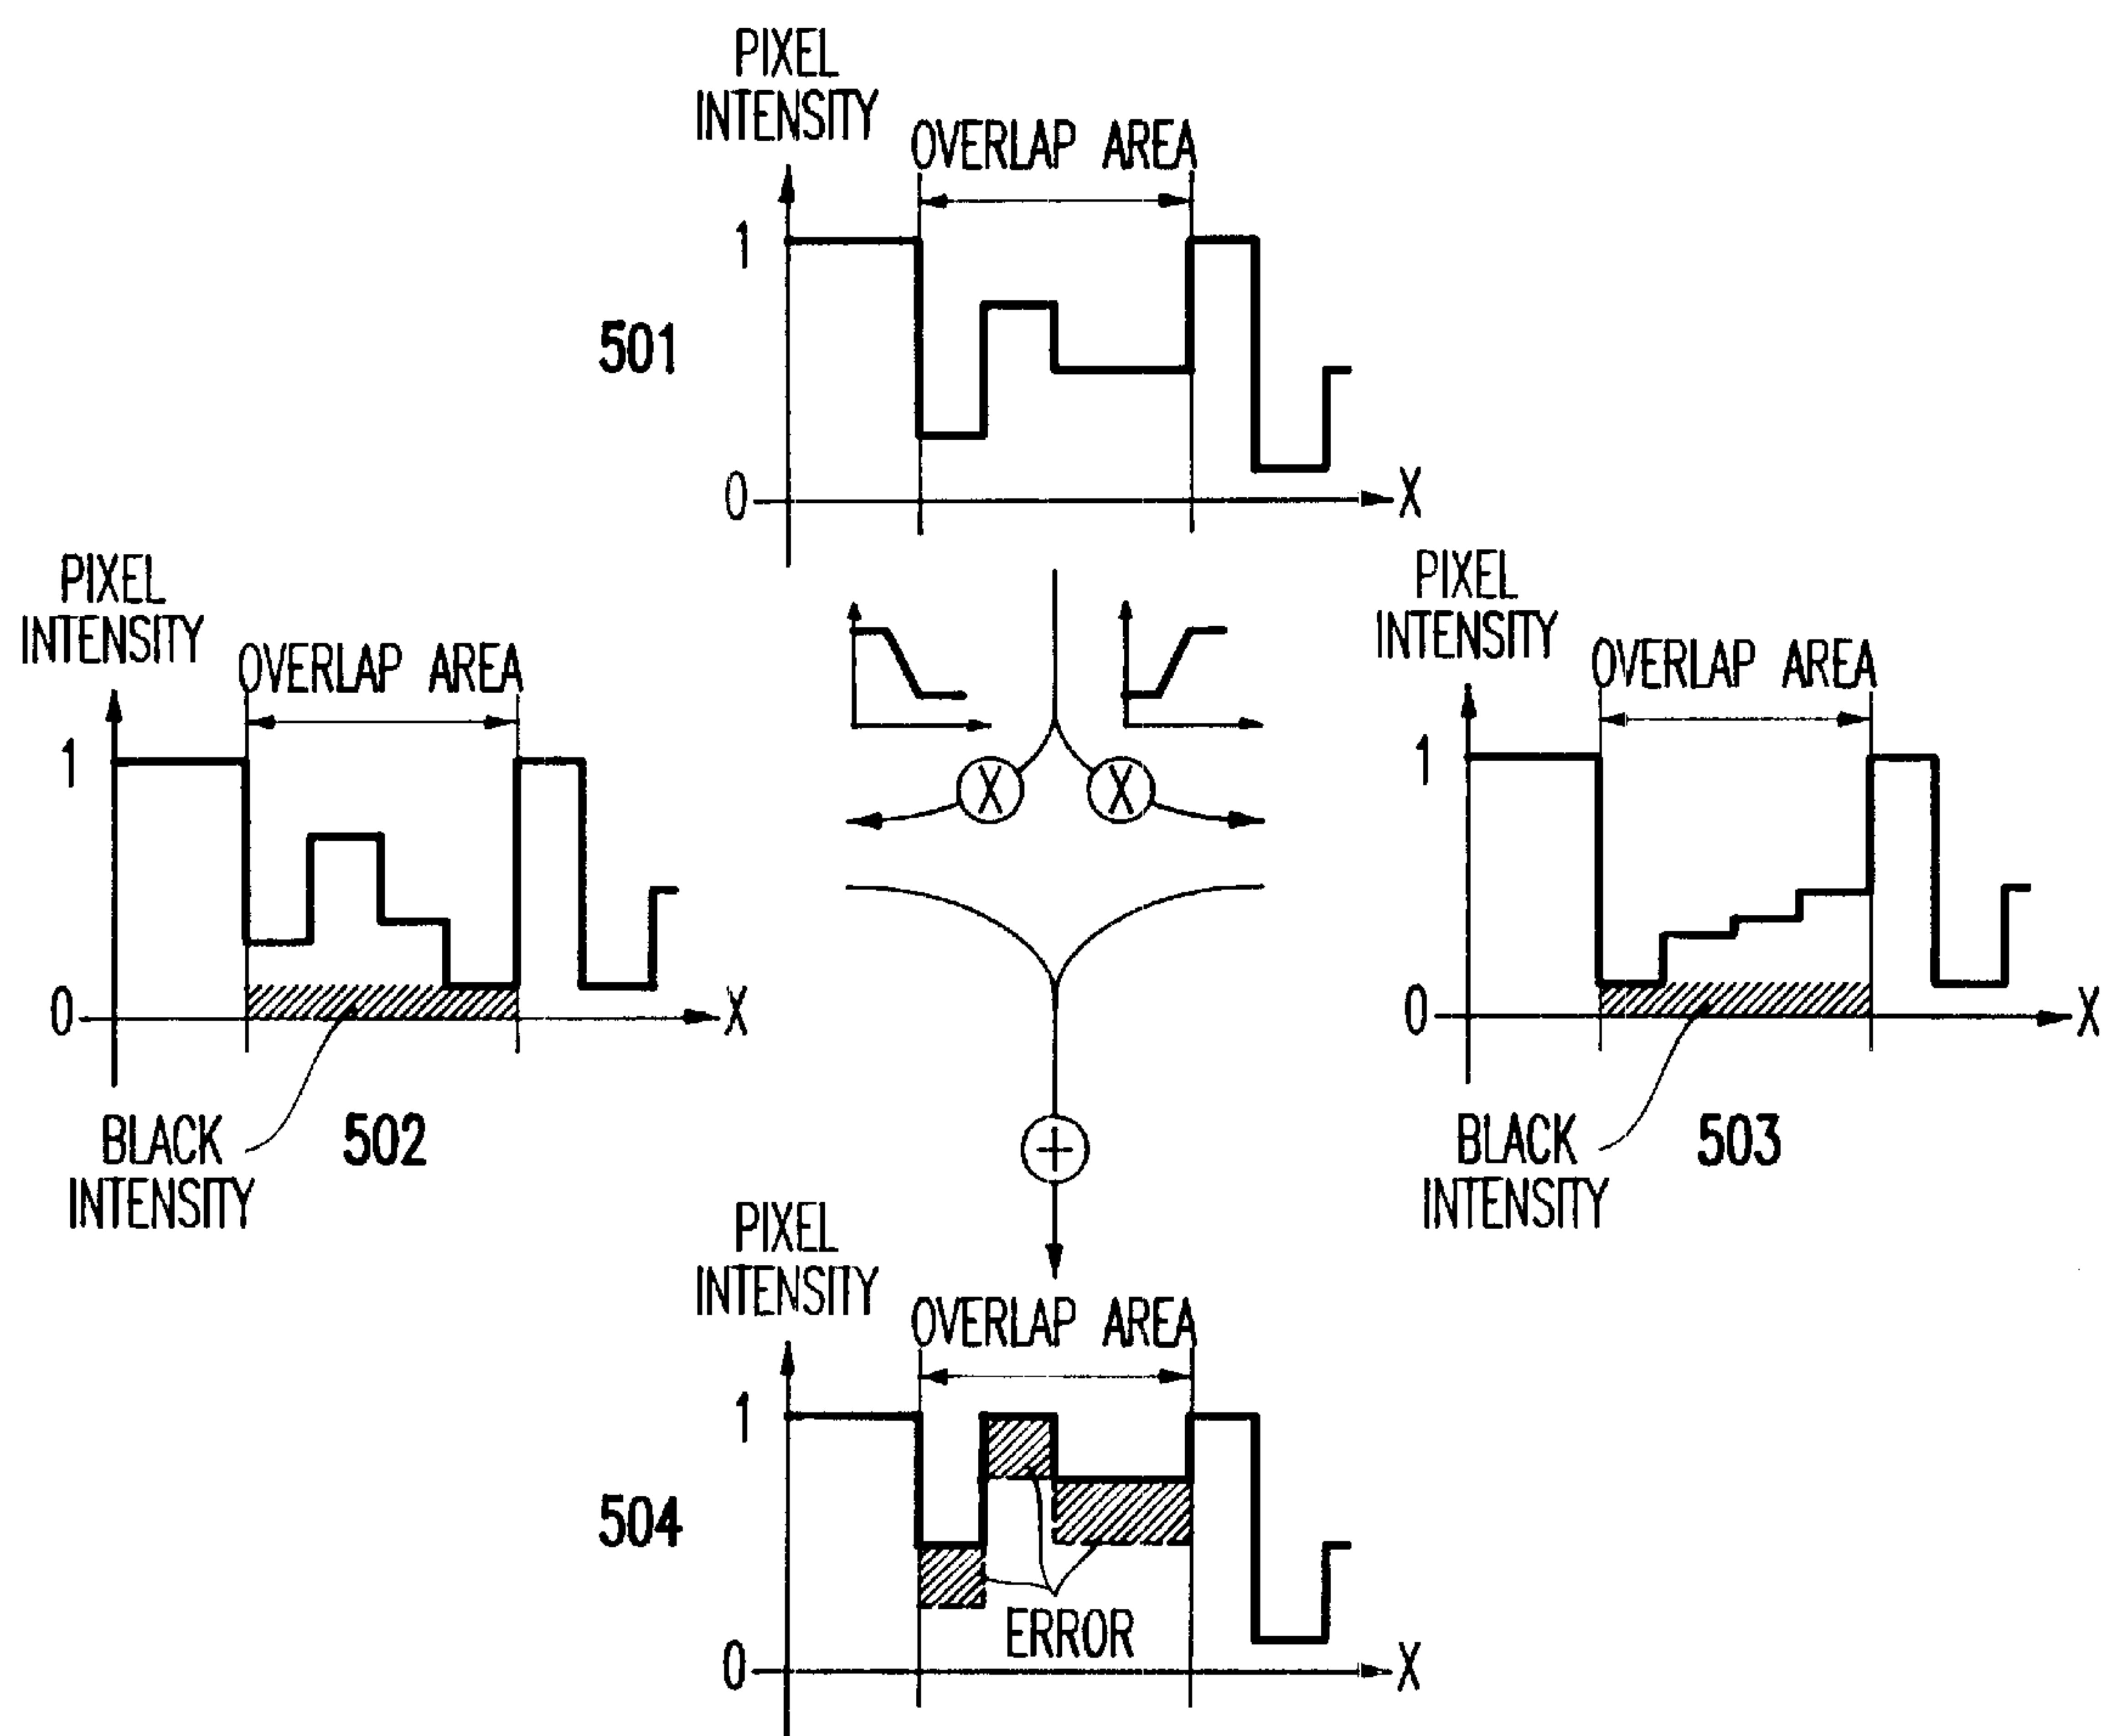 PIXEL
INTENSITY
OVERLAP AREA
1
501
0
X
PIXEL
INTENSITY
OVERLAP AREA
1
0
X
BLACK
INTENSITY
502
X
X
PIXEL
INTENSITY
OVERLAP AREA
1
0
X
BLACK
INTENSITY
503
+
PIXEL
INTENSITY
OVERLAP AREA
1
504
ERROR
0
X